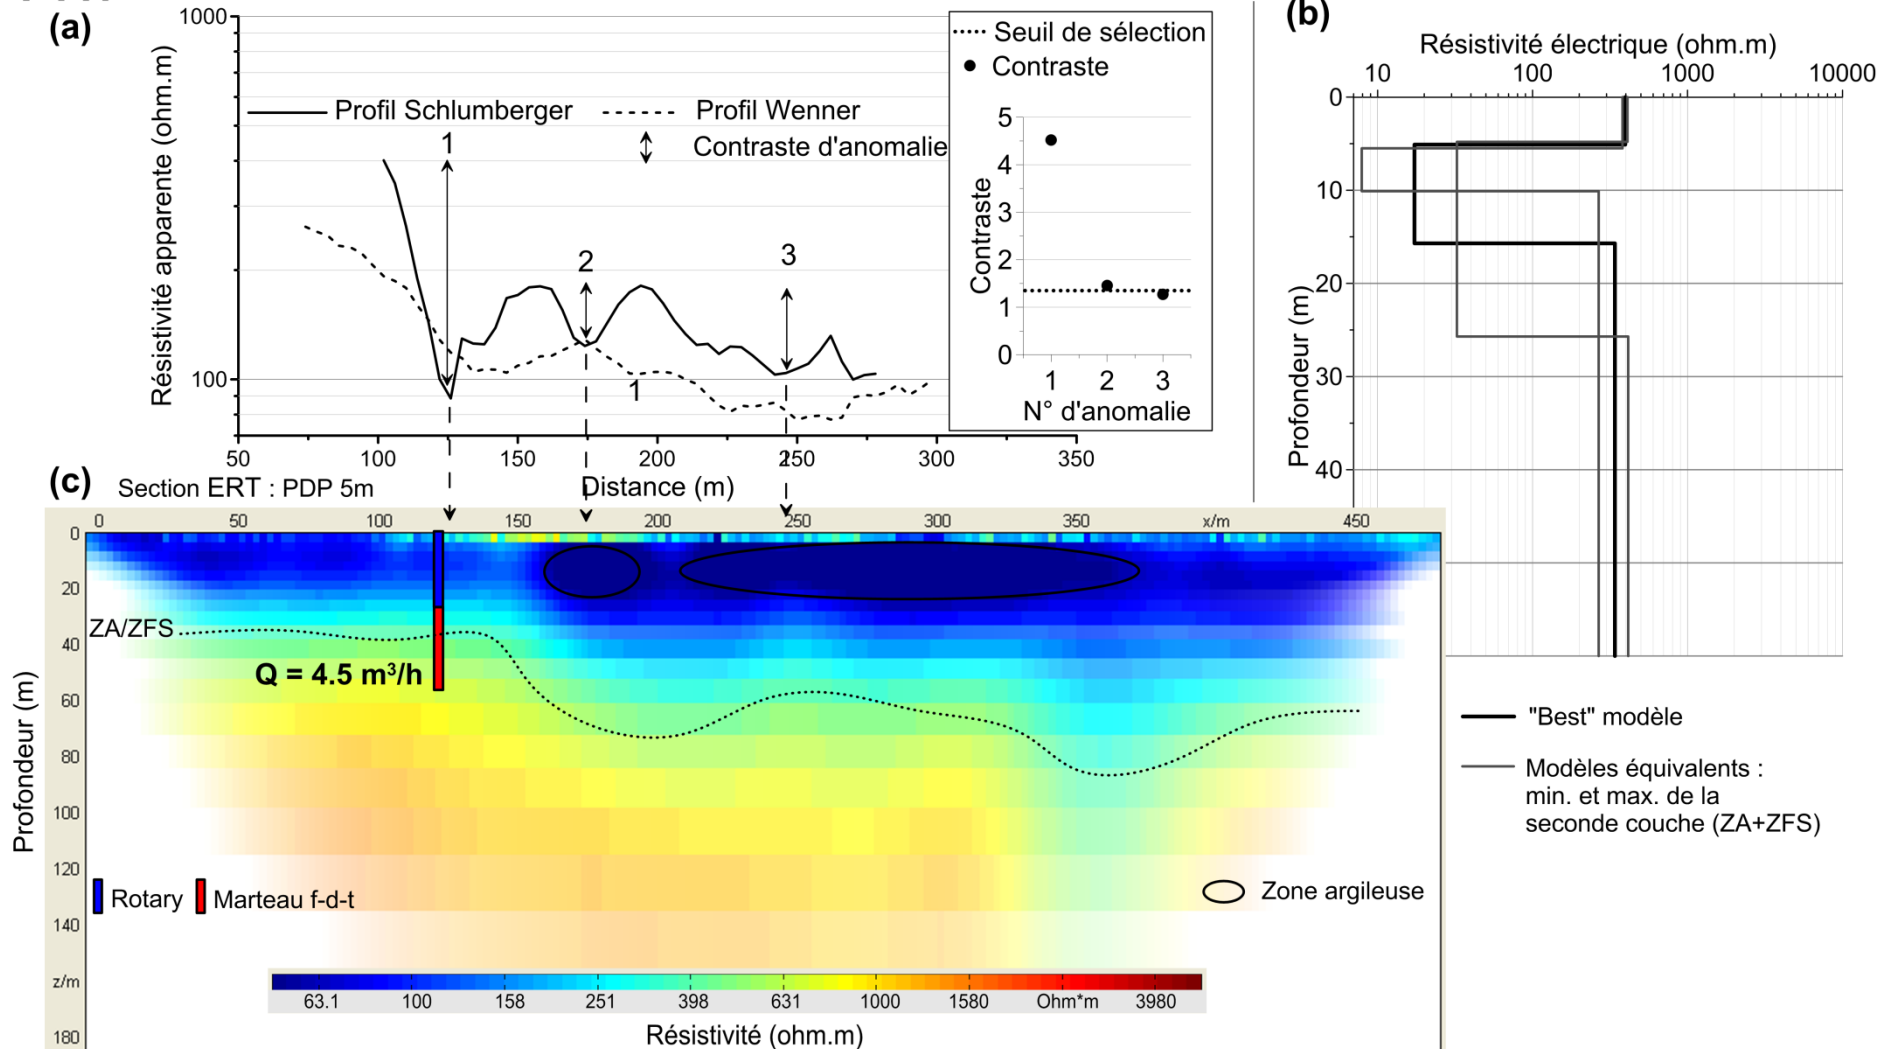 (a)
1000
100
Résistivité apparente (ohm.m)
Profil Schlumberger
Profil Wenner
Contraste d'anomalie
1
2
3
1
50 100 150 200 250 300 350
Distance (m)
Seuil de sélection
Contraste
5
4
3
2
1
0
Contraste
1 2 3
N° d'anomalie
(b)
Résistivité électrique (ohm.m)
10 100 1000 10000
0
10
20
30
40
Profondeur (m)
"Best" modèle
Modèles équivalents :
min. et max. de la
seconde couche (ZA+ZFS)
(c)
Section ERT : PDP 5m
0 50 100 150 200 250 300 350 x/m 450
0
20
40
60
80
100
120
140
z/m
180
Profondeur (m)
ZA/ZFS
Q = 4.5 m³/h
Rotary
Marteau f-d-t
Zone argileuse
63.1 100 158 251 398 631 1000 1580 Ohm*m 3980
Résistivité (ohm.m)